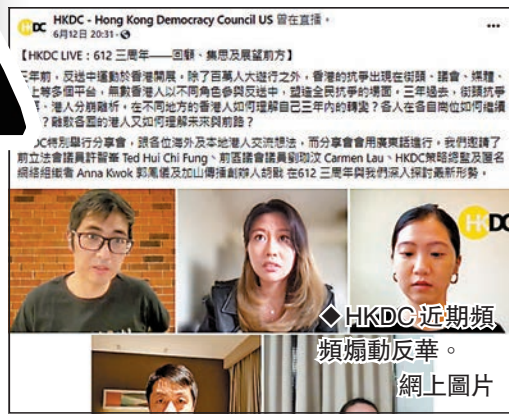 HKDC - Hong Kong Democracy Council US 曾在直播。
6月12日 20:31
【HKDC LIVE：612 三周年——回顧、集思及展望前方】
三年前，反送中運動於香港開展，除了百萬人大遊行之外，香港的抗爭出現在街頭、議會、媒體、
上等多個平台，無數香港人以不同角色參與反送中，塑造全民抗爭的場面，三年過去，街頭抗爭
、港人分崩離析，在不同地方的香港人如何理解自己三年內的轉變？各人在各自崗位如何繼續
？離散各國的港人又如何理解未來與前路？
DC特別舉行分享會，跟各位海外及本地港人交流想法，而分享會會用廣東話進行，我們邀請了
前立法會議員許智峯 Ted Hui Chi Fung、前區議會議員劉珈汶 Carmen Lau、HKDC策略總監及匿名
網絡組織者 Anna Kwok 郭鳳儀及加山傳播創辦人胡戩 在612 三周年與我們深入探討最新形勢。
HKDC
◆HKDC近期頻
頻煽動反華。
網上圖片